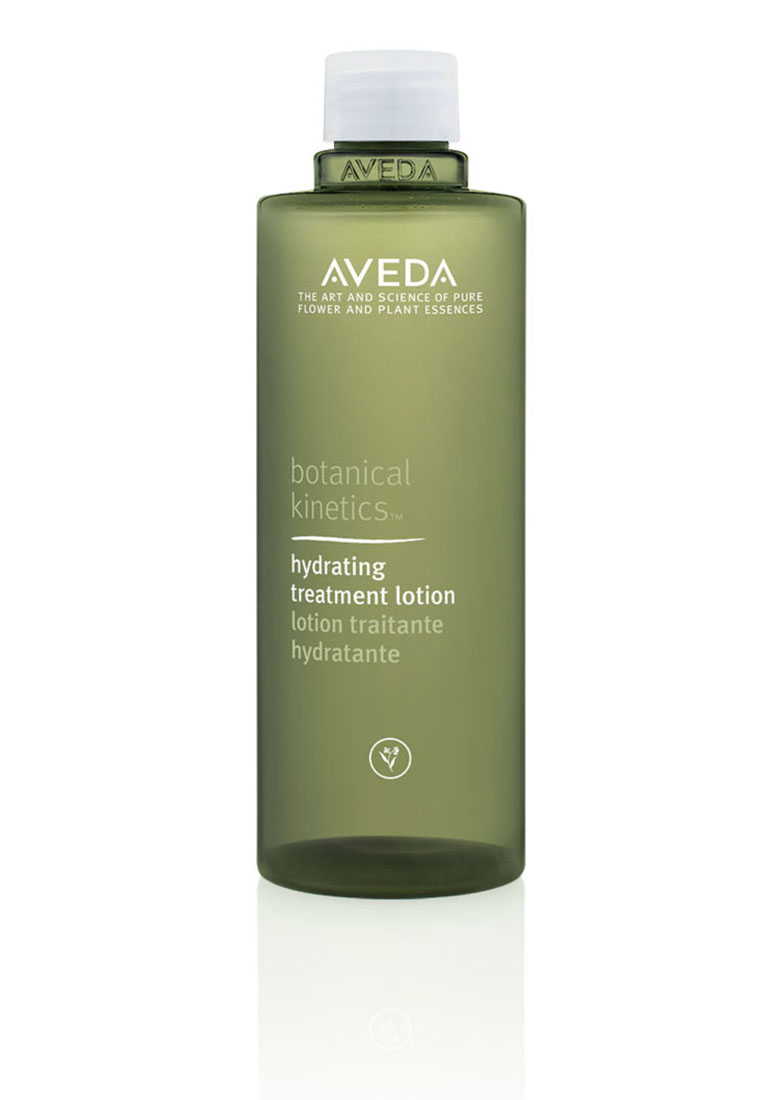 AVEDA
AVEDA
THE ART AND SCIENCE OF PURE
FLOWER AND PLANT ESSENCES
botanical
kinetics™
hydrating
treatment lotion
lotion traitante
hydratante